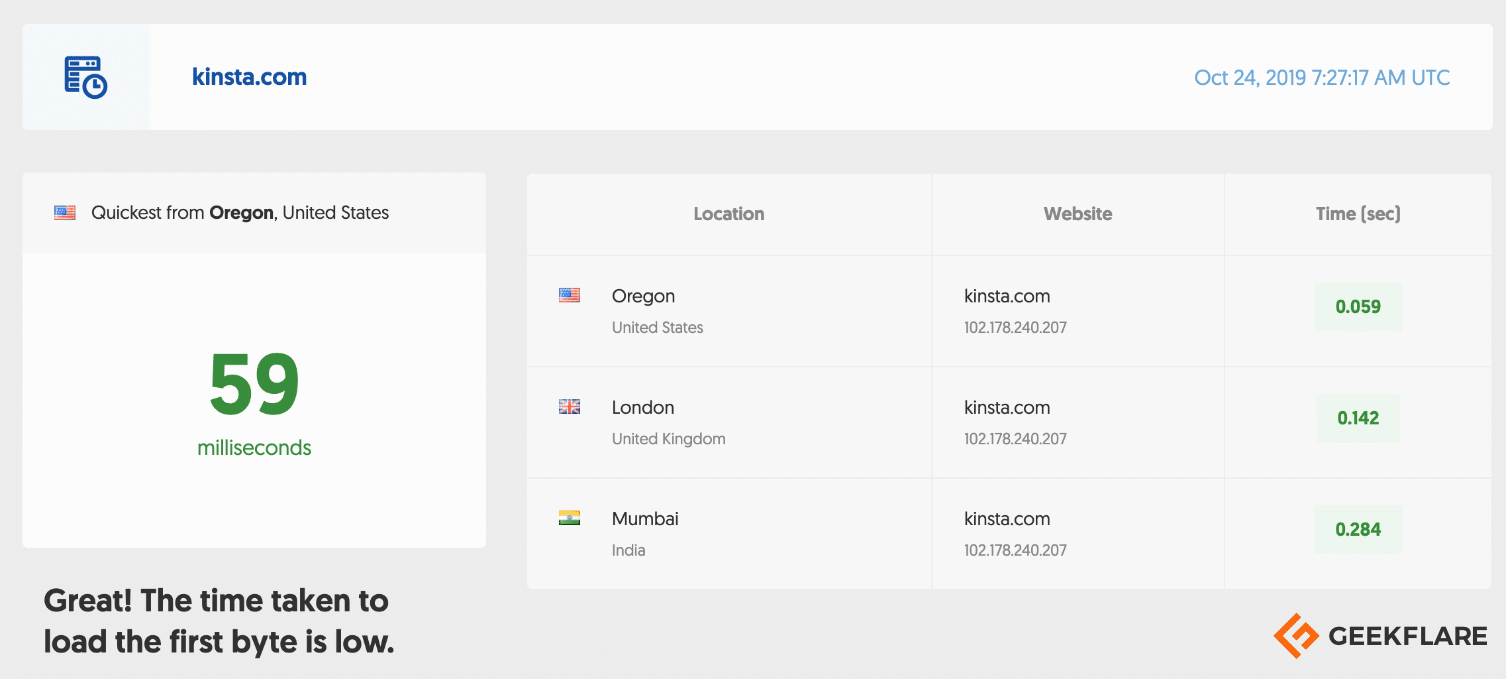 kinsta.com
Oct 24, 2019 7:27:17 AM UTC
Quickest from Oregon, United States
59
milliseconds
Great! The time taken to
load the first byte is low.
Location Website Time (sec)
Oregon kinsta.com 0.059
United States 102.178.240.207
London kinsta.com 0.142
United Kingdom 102.178.240.207
Mumbai kinsta.com 0.284
India 102.178.240.207
GEEKFLARE